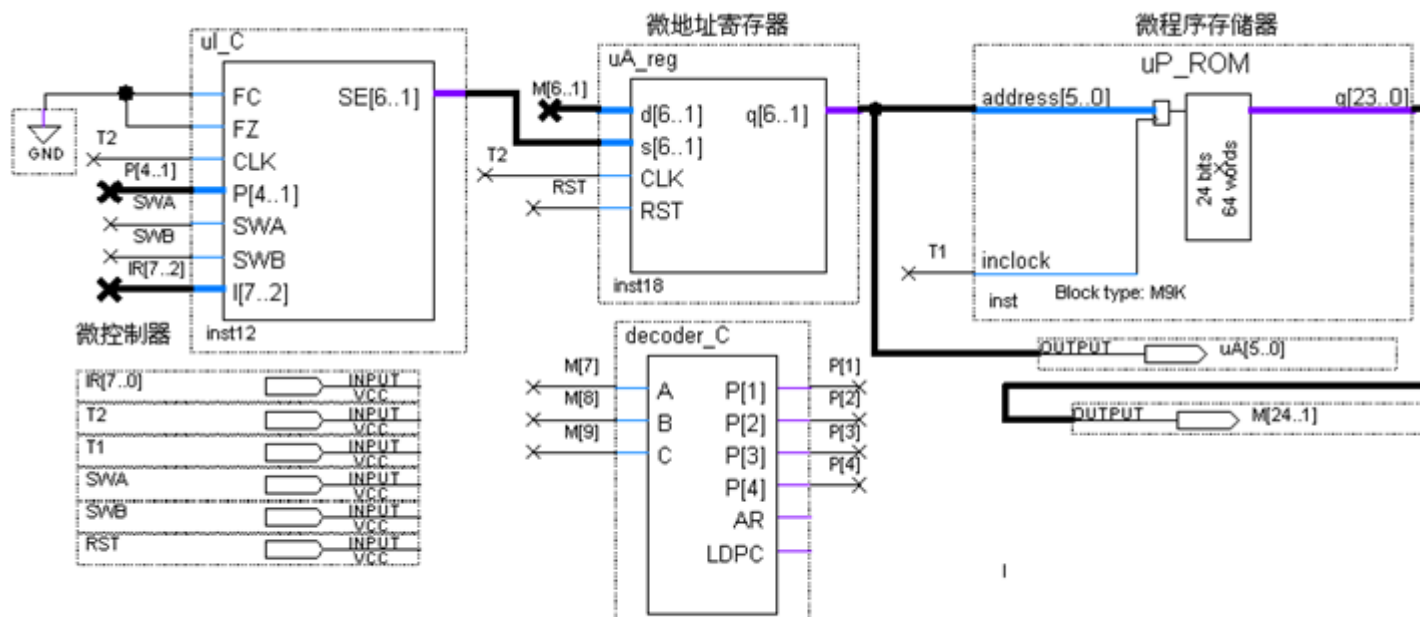 微地址寄存器
微程序存储器
uI_C
FC
FZ
CLK
P[4..1]
SWA
SWB
I[7..2]
SE[6..1]
inst12
GND
T2
P[4..1]
SWA
SWB
IR[7..2]
微控制器
uA_reg
M[6..1]
d[6..1]
s[6..1]
CLK
RST
q[6..1]
T2
RST
inst18
uP_ROM
address[5..0]
q[23..0]
24 bits
64 words
T1
inclock
inst
Block type: M9K
OUTPUT
uA[5..0]
OUTPUT
M[24..1]
IR[7..0]
INPUT
VCC
T2
INPUT
VCC
T1
INPUT
VCC
SWA
INPUT
VCC
SWB
INPUT
VCC
RST
INPUT
VCC
decoder_C
M[7]
M[8]
M[9]
A
B
C
P[1]
P[2]
P[3]
P[4]
AR
LDPC
P[1]
P[2]
P[3]
P[4]
I